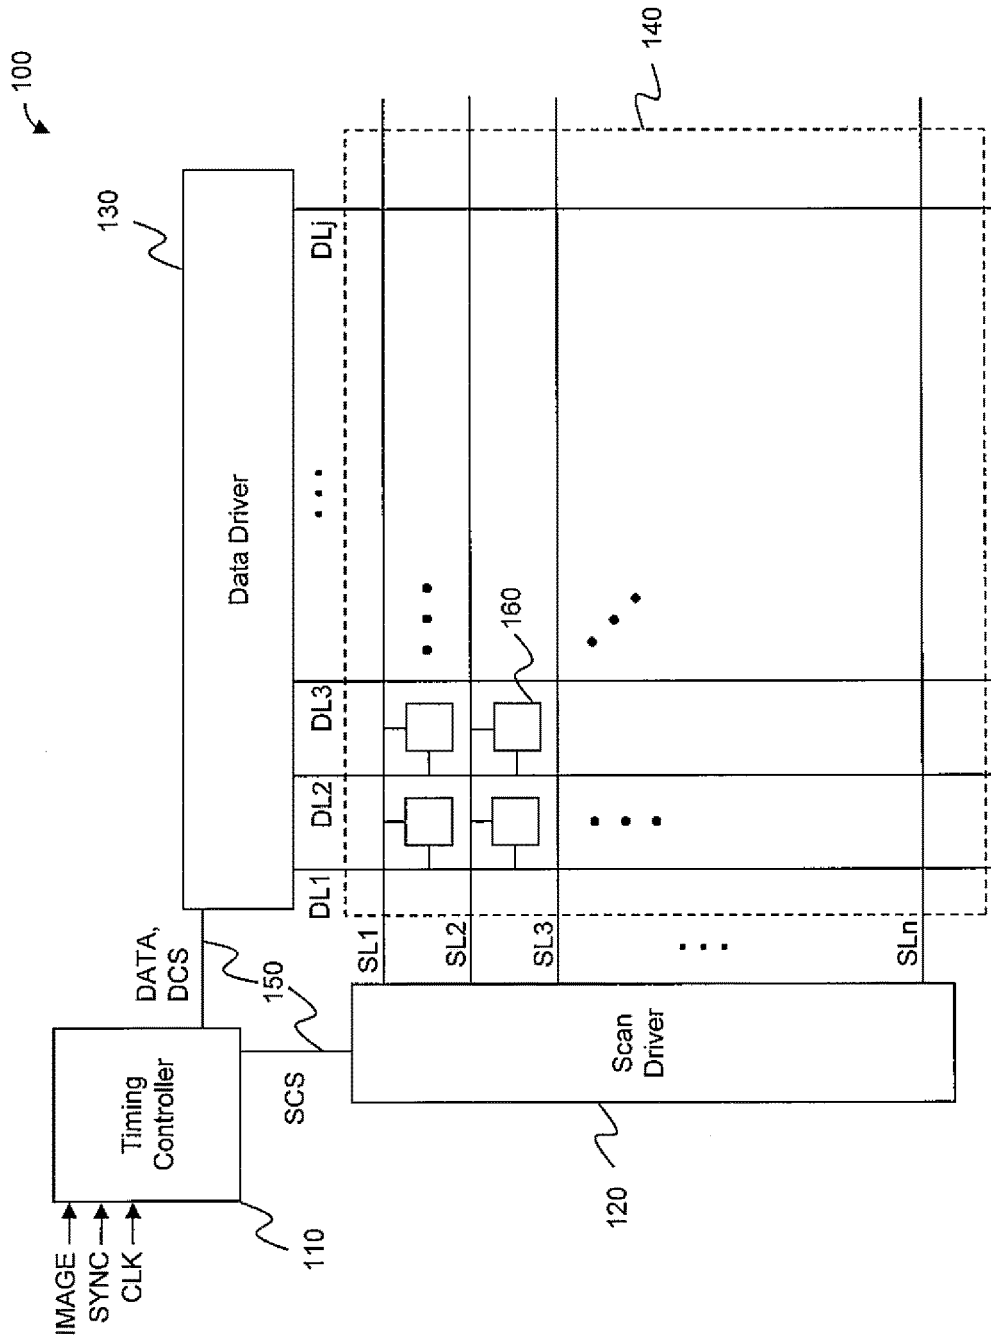 100
130
Data Driver
DATA,
DCS
150
Timing
Controller
IMAGE
SYNC
CLK
110
SCS
DL1
DL2
DL3
DLj
SL1
SL2
SL3
SLn
160
140
Scan
Driver
120